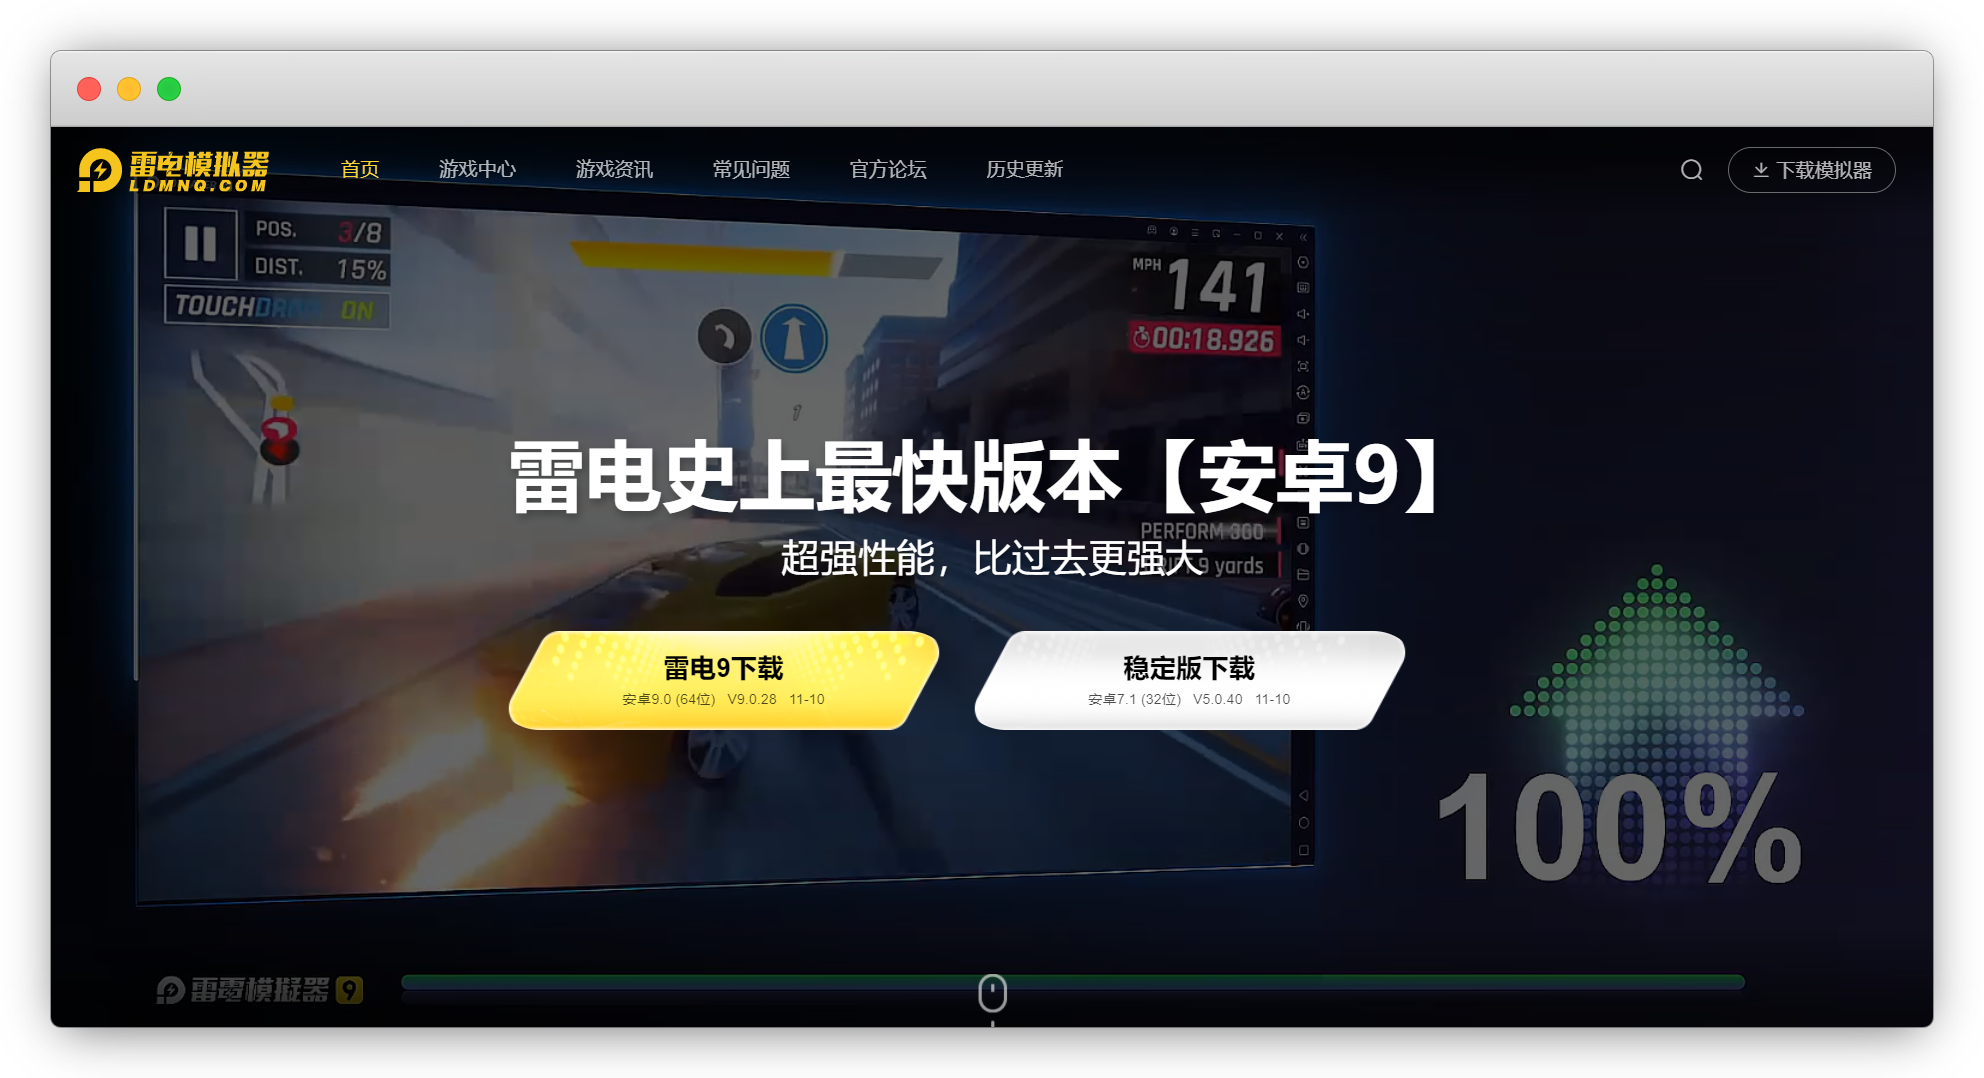 雷电模拟器
LDMNQ.COM
首页
游戏中心
游戏资讯
常见问题
官方论坛
历史更新
下载模拟器
POS. 3/8
DIST. 15%
TOUCHDRIVE ON
MPH 141
00:18.926
1
雷电史上最快版本【安卓9】
PERFORM 360
超强性能，比过去更强大
9 yards
雷电9下载
安卓9.0 (64位) V9.0.28 11-10
稳定版下载
安卓7.1 (32位) V5.0.40 11-10
100%
雷電模擬器 9